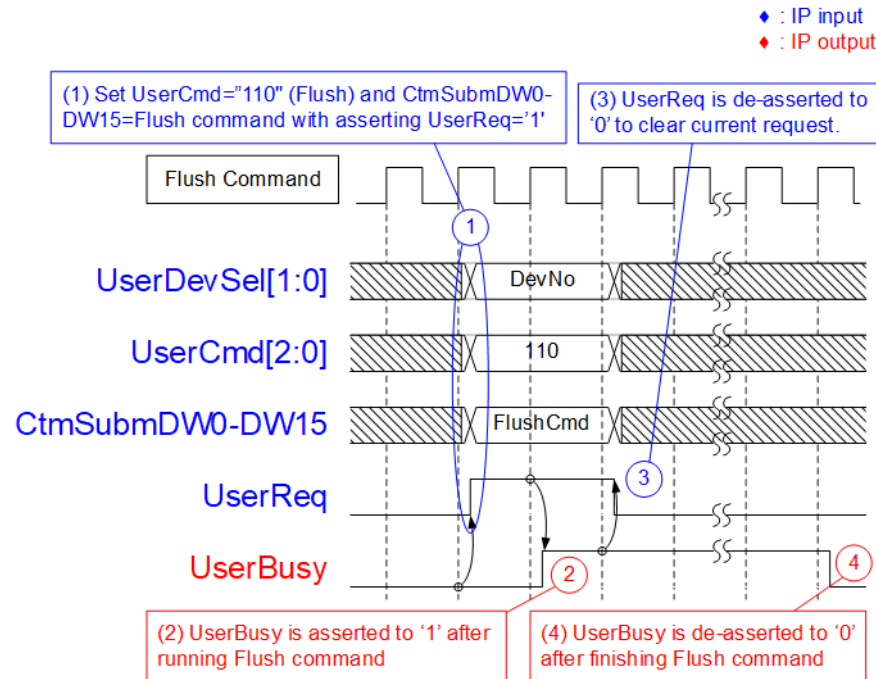 ♦ : IP input
♦ : IP output
(1) Set UserCmd=”110" (Flush) and CtmSubmDW0-
DW15=Flush command with asserting UserReq=’1'
(3) UserReq is de-asserted to
‘0’ to clear current request.
Flush Command
1
UserDevSel[1:0]
DevNo
UserCmd[2:0]
110
CtmSubmDW0-DW15
FlushCmd
UserReq
3
UserBusy
2
4
(2) UserBusy is asserted to ‘1’ after
running Flush command
(4) UserBusy is de-asserted to ‘0’
after finishing Flush command